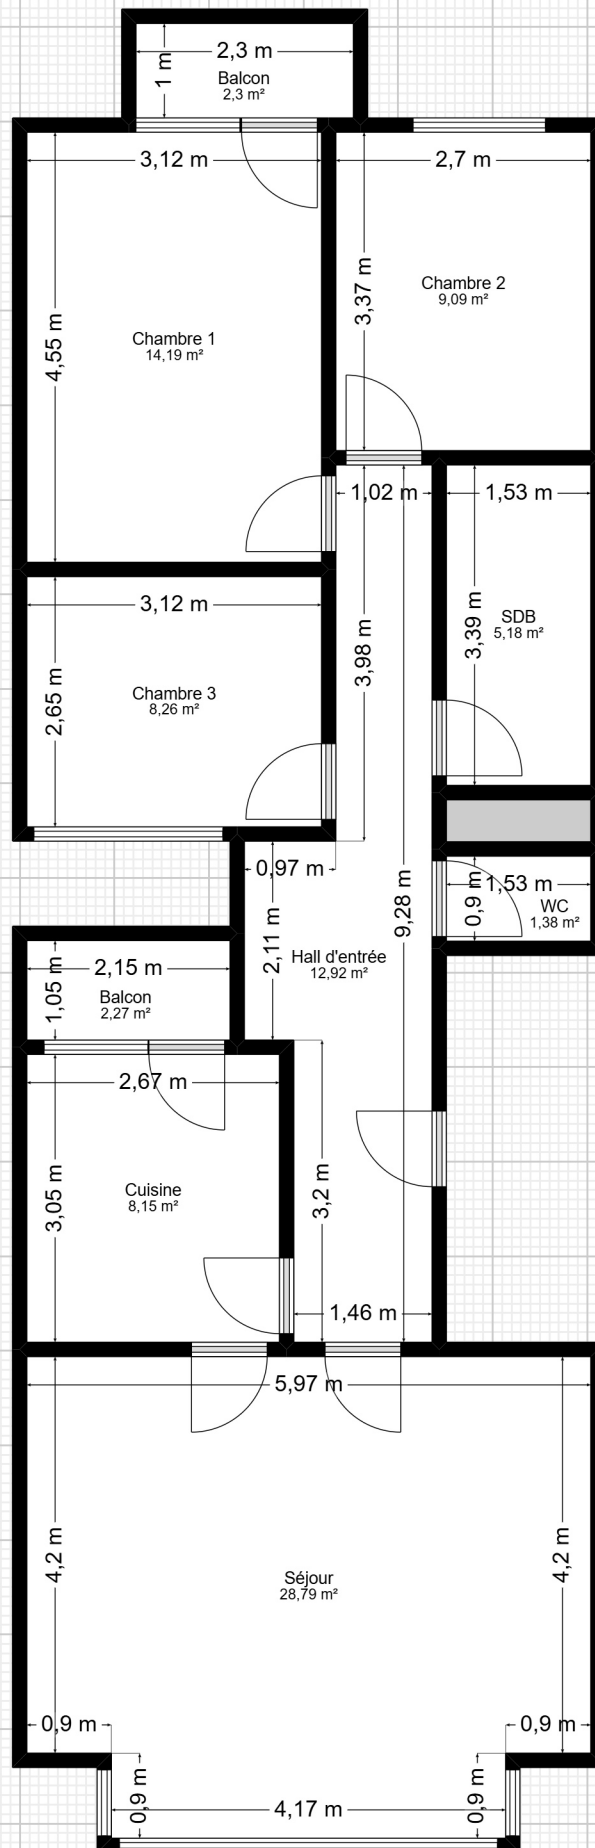 2,3 m
1 m
Balcon
2,3 m²
3,12 m
2,7 m
4,55 m
3,37 m
Chambre 2
9,09 m²
Chambre 1
14,19 m²
1,02 m
1,53 m
3,12 m
3,98 m
3,39 m
SDB
5,18 m²
2,65 m
Chambre 3
8,26 m²
0,97 m
0,9 m
1,53 m
WC
1,38 m²
9,28 m
2,11 m
Hall d'entrée
12,92 m²
2,15 m
1,05 m
Balcon
2,27 m²
2,67 m
3,05 m
Cuisine
8,15 m²
3,2 m
1,46 m
5,97 m
4,2 m
4,2 m
Séjour
28,79 m²
0,9 m
0,9 m
0,9 m
4,17 m
0,9 m